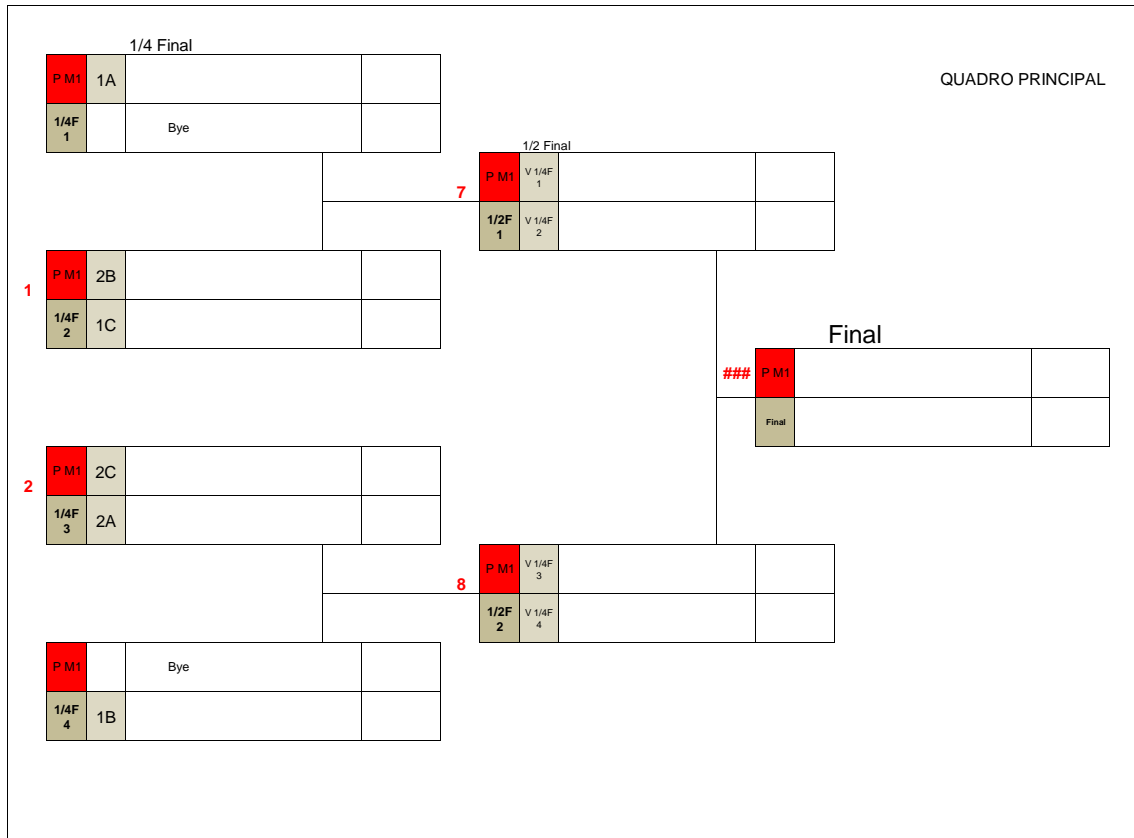 1/4 Final
P M1 1A
QUADRO PRINCIPAL
1/4F
1
Bye
1/2 Final
P M1 V 1/4F
1
7
1/2F
1
V 1/4F
2
P M1 2B
1
1/4F
2
1C
Final
### P M1
Final
P M1 2C
2
1/4F
3
2A
P M1 V 1/4F
3
8
1/2F
2
V 1/4F
4
P M1 Bye
1/4F
4
1B